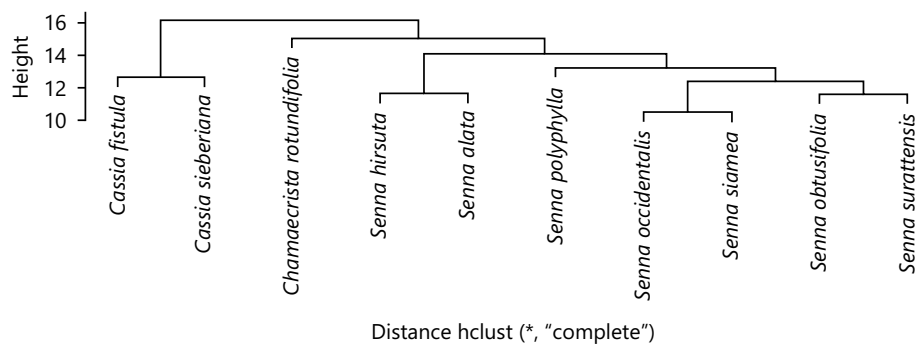 Height
16
14
12
10
Cassia fistula
Cassia sieberiana
Chamaecrista rotundifolia
Senna hirsuta
Senna alata
Senna polyphylla
Senna occidentalis
Senna siamea
Senna obtusifolia
Senna surattensis
Distance hclust (*, “complete”)